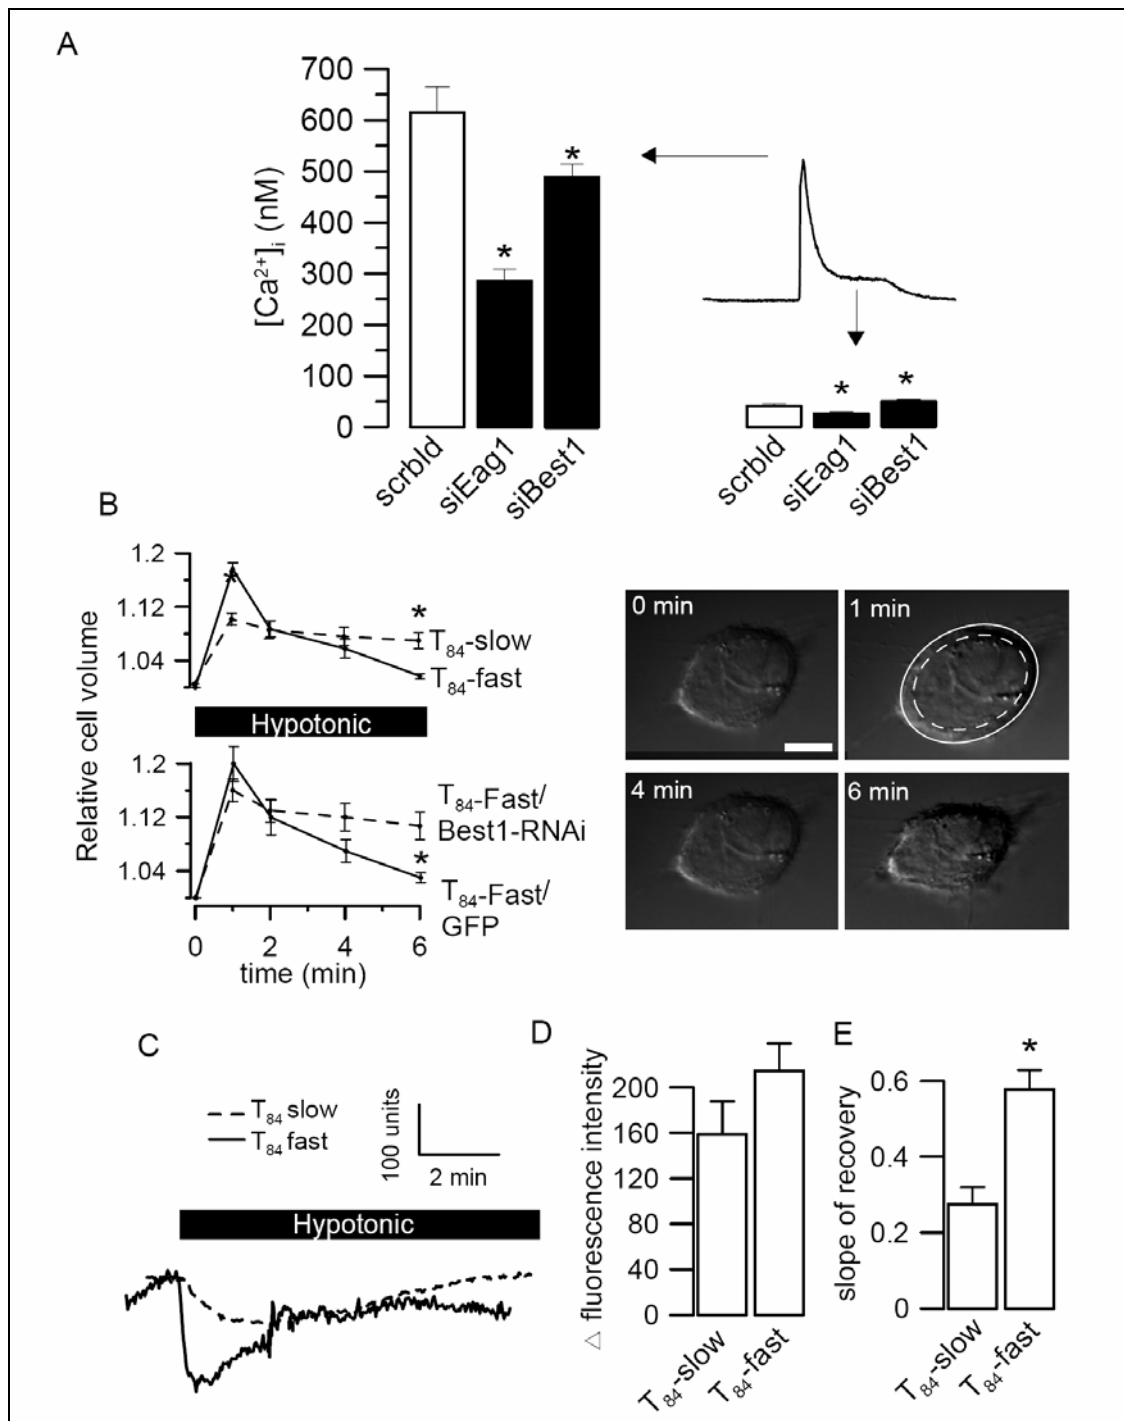 A
700
600
500
400
300
200
100
0
[Ca²⁺]ᵢ (nM)
*
*
scrbld
siEag1
siBest1
*
*
scrbld
siEag1
siBest1
B
1.2
1.12
1.04
*
*
T₈₄-slow
T₈₄-fast
Hypotonic
Relative cell volume
1.2
1.12
1.04
T₈₄-Fast/
Best1-RNAi
*
T₈₄-Fast/
GFP
0
2
4
6
time (min)
0 min
1 min
4 min
6 min
C
T₈₄ slow
T₈₄ fast
100 units
2 min
Hypotonic
D
△ fluorescence intensity
200
160
120
80
40
0
T₈₄-slow
T₈₄-fast
E
*
slope of recovery
0.6
0.4
0.2
0
T₈₄-slow
T₈₄-fast